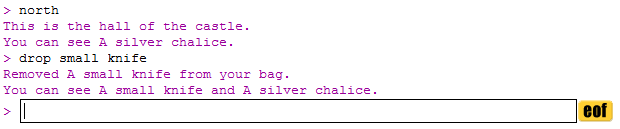 > north
This is the hall of the castle.
You can see A silver chalice.
> drop small knife
Removed A small knife from your bag.
You can see A small knife and A silver chalice.
>
eof